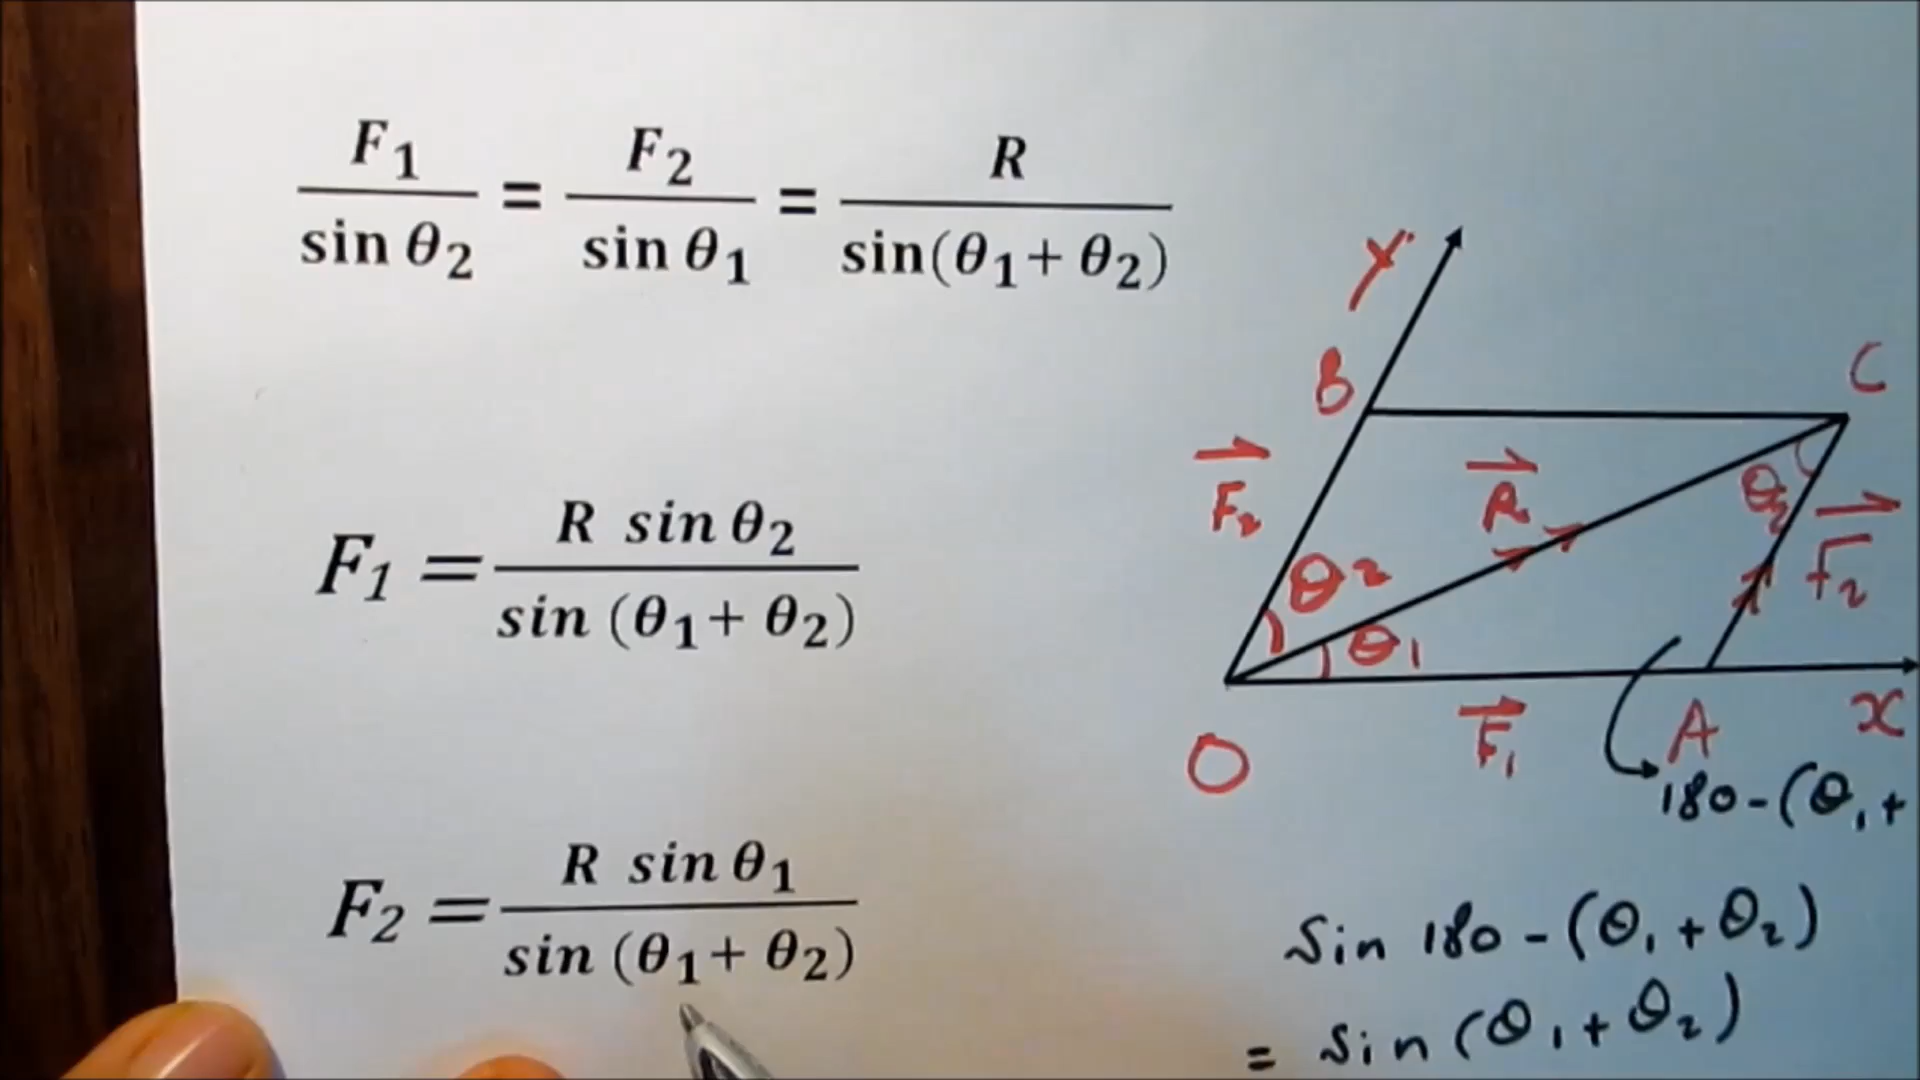 F₁/sin θ₂ = F₂/sin θ₁ = R/sin(θ₁+ θ₂)
F₁ = R sin θ₂/sin (θ₁+ θ₂)
F₂ = R sin θ₁/sin (θ₁+ θ₂)
Y
B
C
F₂
R
θ₂
F₂
θ₂
θ₁
O
F₁
A
x
180-(θ₁+
Sin 180-(θ₁+θ₂)
= Sin(θ₁+θ₂)